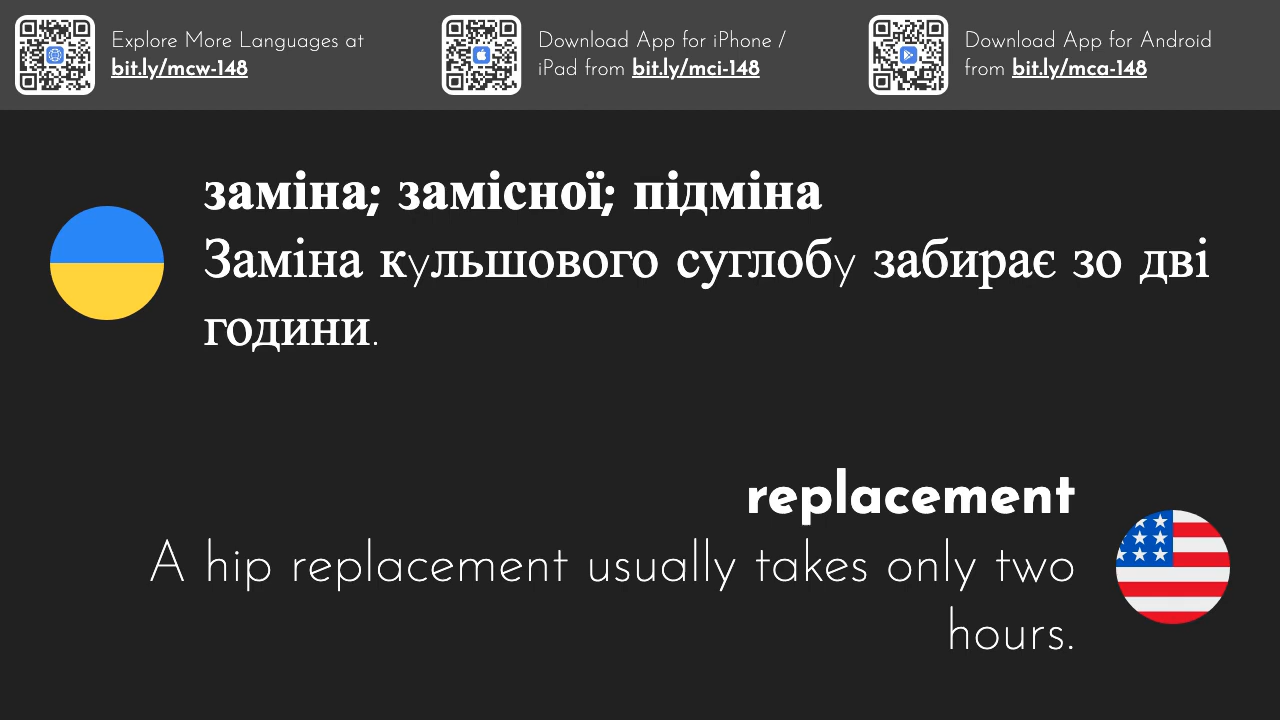 Explore More Languages at
bit.ly/mcw-148
Download App for iPhone /
iPad from bit.ly/mci-148
Download App for Android
from bit.ly/mca-148
заміна; замісної; підміна
Заміна кyльшового суглобy забирає зо дві
години.
replacement
A hip replacement usually takes only two
hours.